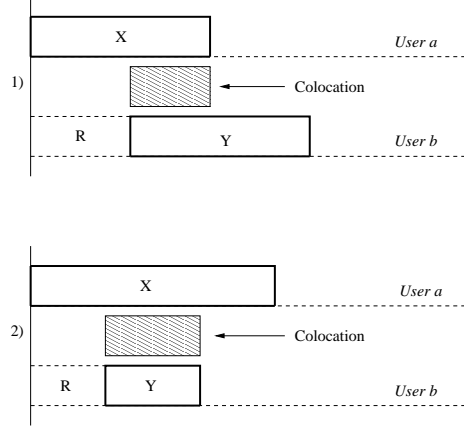 X
User a
1)
Colocation
R
Y
User b
X
User a
2)
Colocation
R
Y
User b